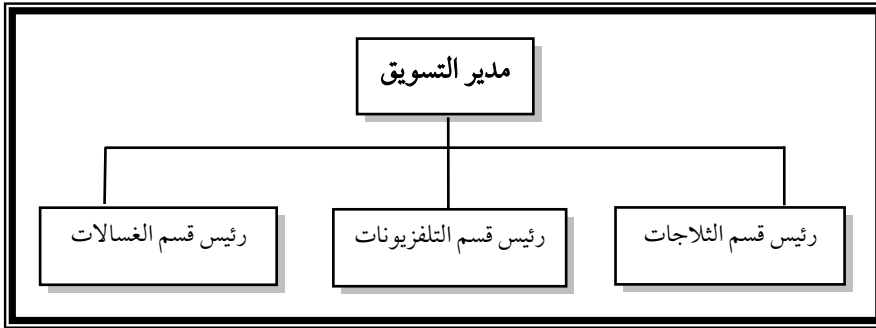 مدير التسويق
رئيس قسم الثلاجات
رئيس قسم التلفزيونات
رئيس قسم الغسالات